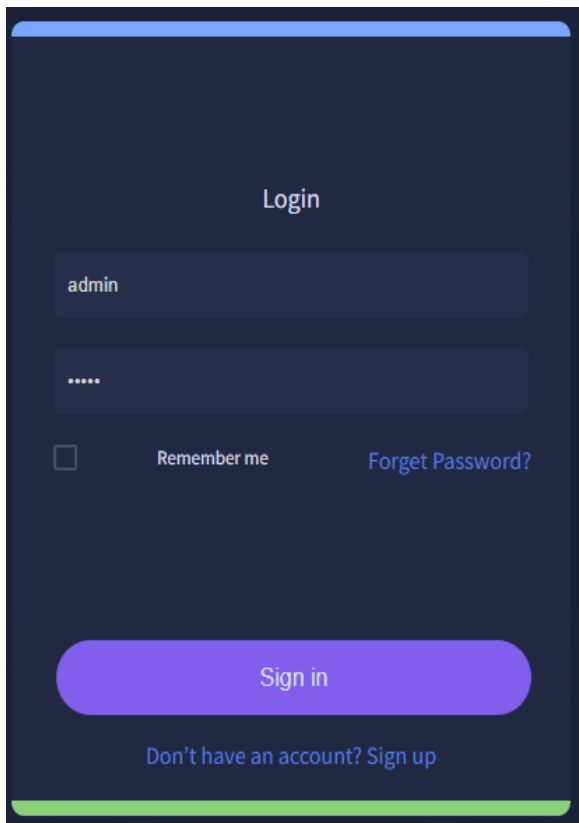 Login
admin
•••••
Remember me Forget Password?
Sign in
Don't have an account? Sign up